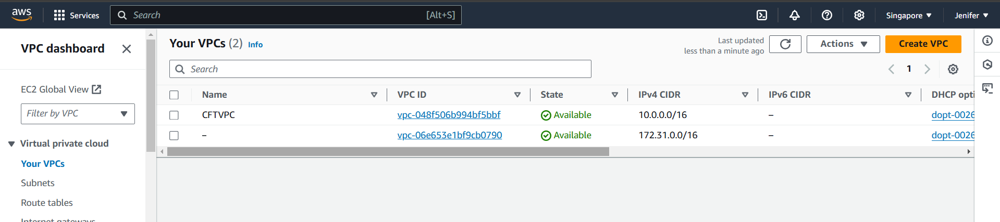 aws
Services
Search [Alt+S]
Singapore
Jenifer
VPC dashboard
EC2 Global View
Filter by VPC
Virtual private cloud
Your VPCs
Subnets
Route tables
Internet gateways
Your VPCs (2) Info
Last updated
less than a minute ago
Actions
Create VPC
Search
1
Name VPC ID State IPv4 CIDR IPv6 CIDR DHCP opti
CFTVPC vpc-048f506b994bf5bbf Available 10.0.0.0/16 – dopt-0026
– vpc-06e653e1bf9cb0790 Available 172.31.0.0/16 – dopt-0026